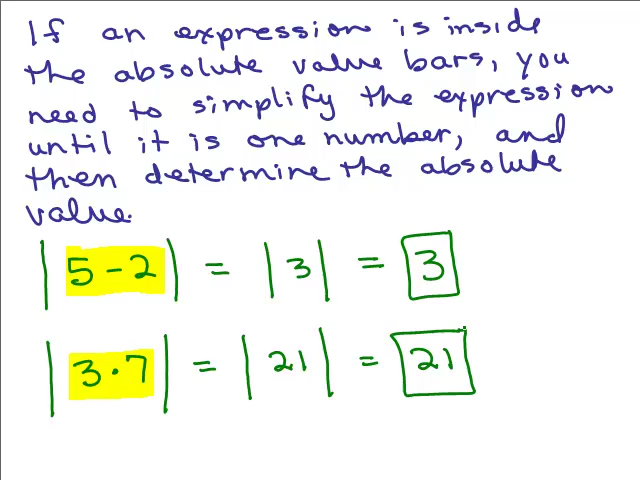 If an expression is inside
the absolute value bars, you
need to simplify the expression
until it is one number, and
then determine the absolute
value.
|5-2| = |3| = 3
|3·7| = |21| = 21